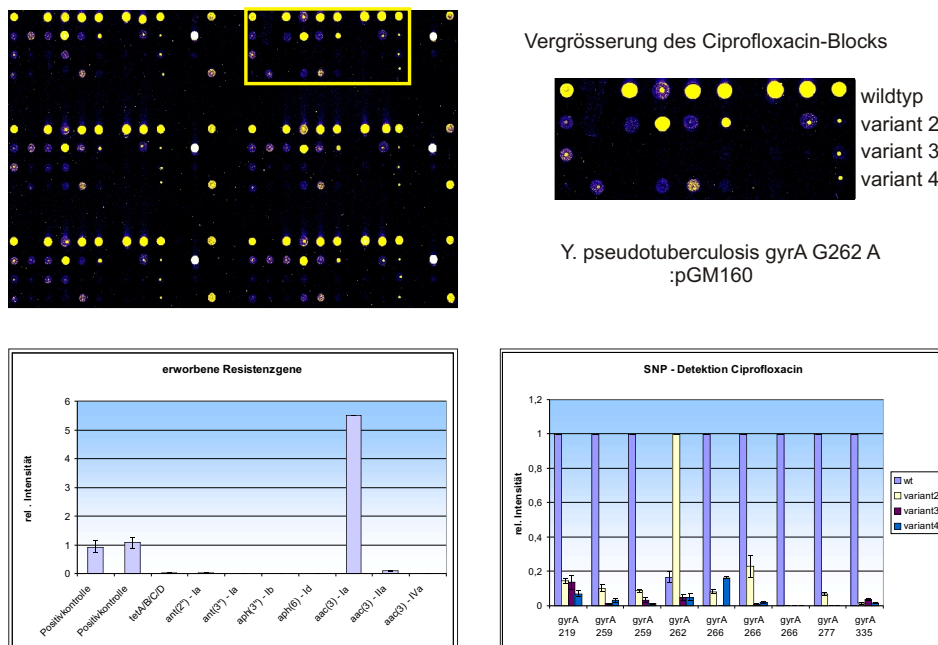 Vergrösserung des Ciprofloxacin-Blocks
wildtyp
variant 2
variant 3
variant 4
Y. pseudotuberculosis gyrA G262 A
:pGM160
erworbene Resistenzgene
rel . Intensität
6
5
4
3
2
1
0
Positivkontrolle
Positivkontrolle
tetA/B/C/D
ant(2'') - Ia
ant(3'') - Ia
aph(3'') - Ib
aph(6) - Id
aac(3) - Ia
aac(3) - IIa
aac(3) - IVa
SNP - Detektion Ciprofloxacin
rel. Intensität
1,2
1
0,8
0,6
0,4
0,2
0
gyrA gyrA gyrA gyrA gyrA gyrA gyrA gyrA gyrA
219 259 259 262 266 266 266 277 335
wt
variant2
variant3
variant4